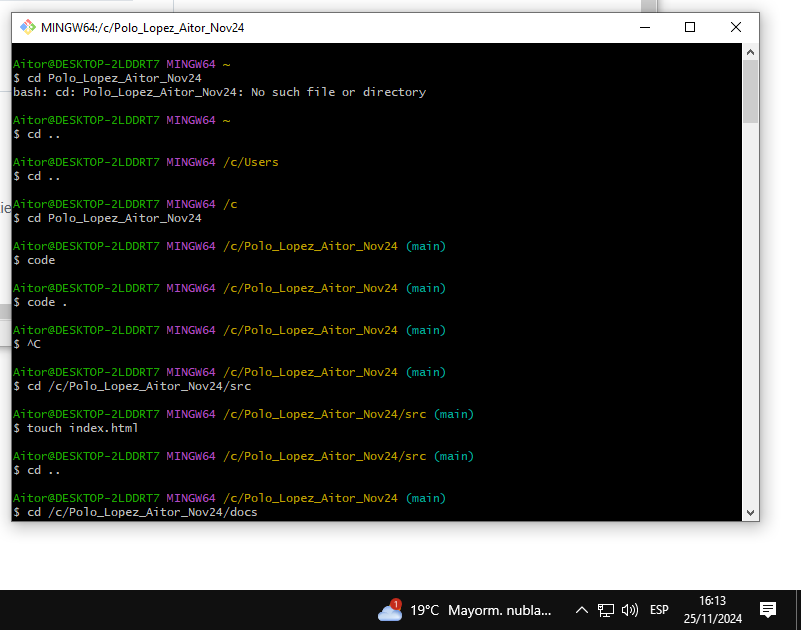 MINGW64:/c/Polo_Lopez_Aitor_Nov24
Aitor@DESKTOP-2LDDRT7 MINGW64 ~
$ cd Polo_Lopez_Aitor_Nov24
bash: cd: Polo_Lopez_Aitor_Nov24: No such file or directory
Aitor@DESKTOP-2LDDRT7 MINGW64 ~
$ cd ..
Aitor@DESKTOP-2LDDRT7 MINGW64 /c/Users
$ cd ..
Aitor@DESKTOP-2LDDRT7 MINGW64 /c
$ cd Polo_Lopez_Aitor_Nov24
Aitor@DESKTOP-2LDDRT7 MINGW64 /c/Polo_Lopez_Aitor_Nov24 (main)
$ code
Aitor@DESKTOP-2LDDRT7 MINGW64 /c/Polo_Lopez_Aitor_Nov24 (main)
$ code .
Aitor@DESKTOP-2LDDRT7 MINGW64 /c/Polo_Lopez_Aitor_Nov24 (main)
$ ^C
Aitor@DESKTOP-2LDDRT7 MINGW64 /c/Polo_Lopez_Aitor_Nov24 (main)
$ cd /c/Polo_Lopez_Aitor_Nov24/src
Aitor@DESKTOP-2LDDRT7 MINGW64 /c/Polo_Lopez_Aitor_Nov24/src (main)
$ touch index.html
Aitor@DESKTOP-2LDDRT7 MINGW64 /c/Polo_Lopez_Aitor_Nov24/src (main)
$ cd ..
Aitor@DESKTOP-2LDDRT7 MINGW64 /c/Polo_Lopez_Aitor_Nov24 (main)
$ cd /c/Polo_Lopez_Aitor_Nov24/docs
1 19°C Mayorm. nubla... ESP
16:13
25/11/2024